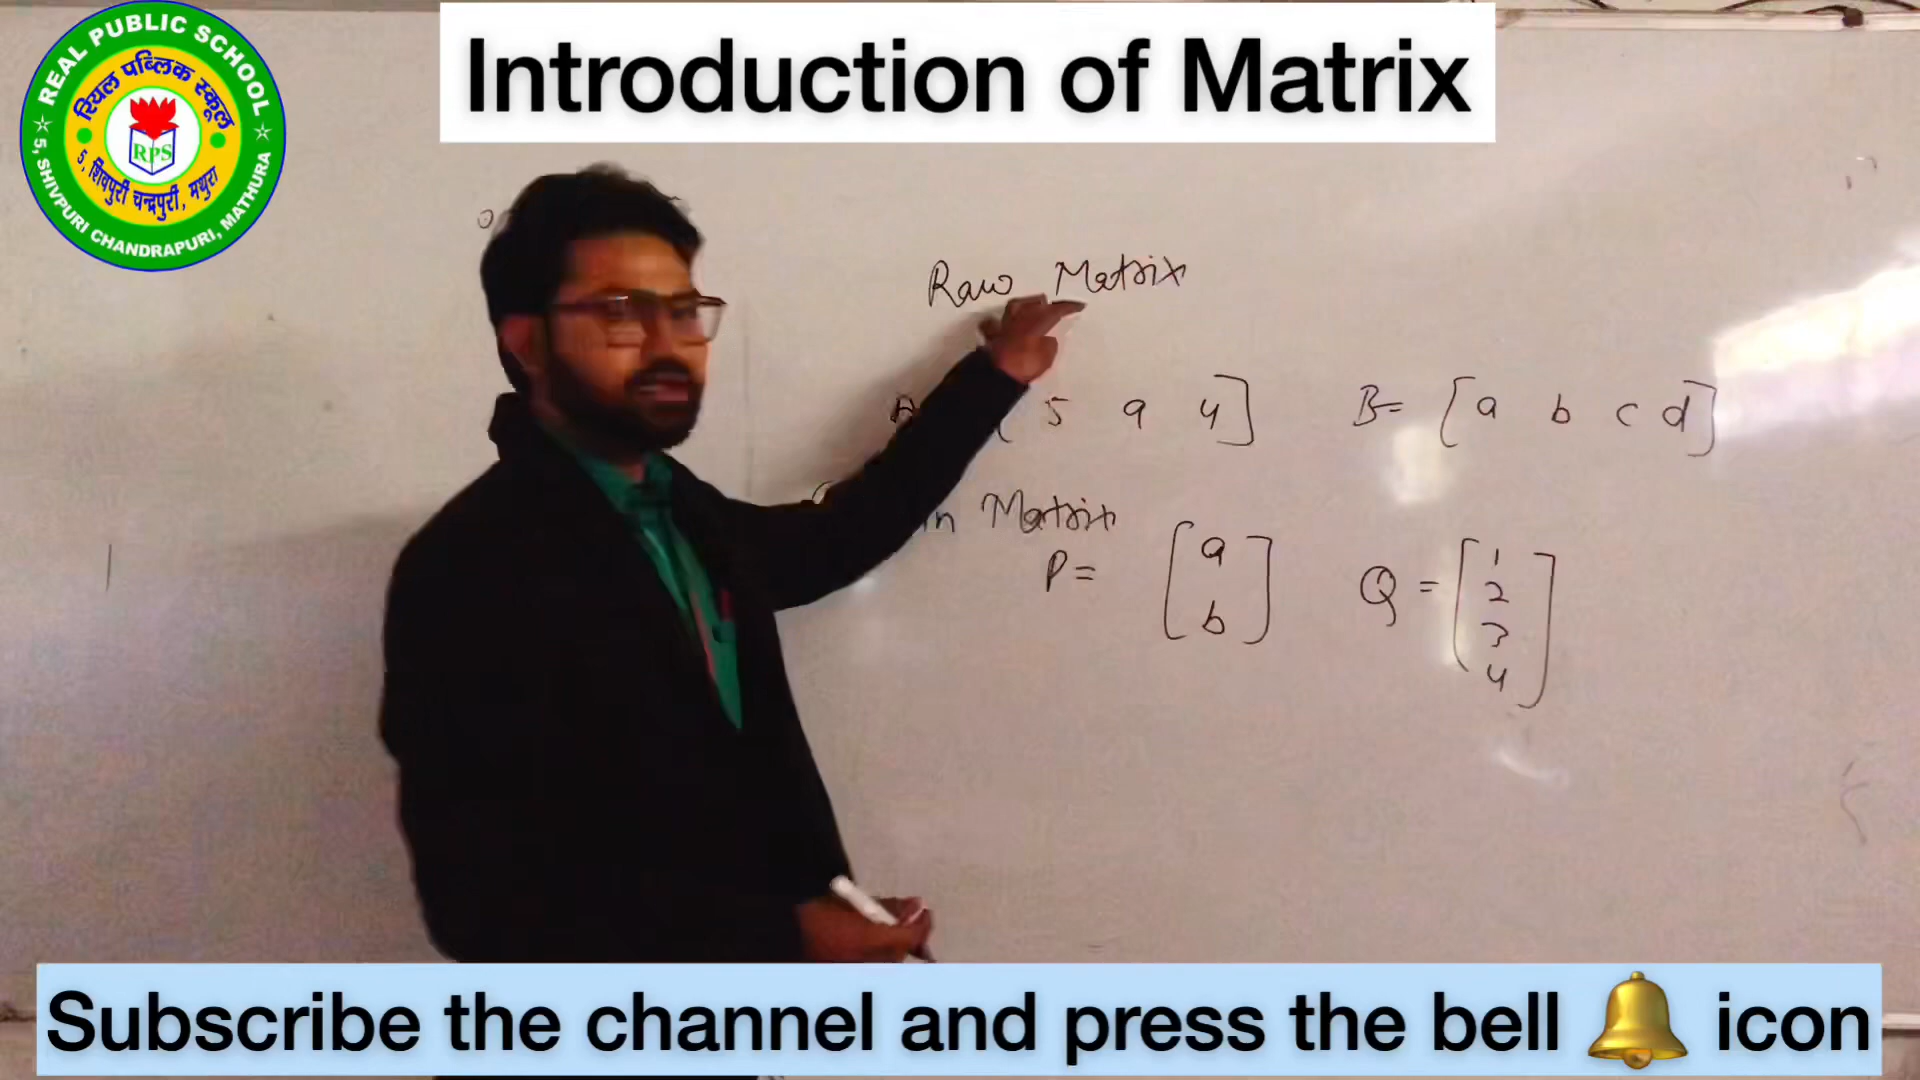 Introduction of Matrix
REAL PUBLIC SCHOOL
रियल पब्लिक स्कूल
RPS
5, शिवपुरी चन्द्रपुरी, मथुरा
5, SHIVPURI CHANDRAPURI, MATHURA
Raw Matrix
5 9 4] B= [a b c d]
Matrix
P= [a b] Q = [1 2 3 4]
Subscribe the channel and press the bell 🔔 icon